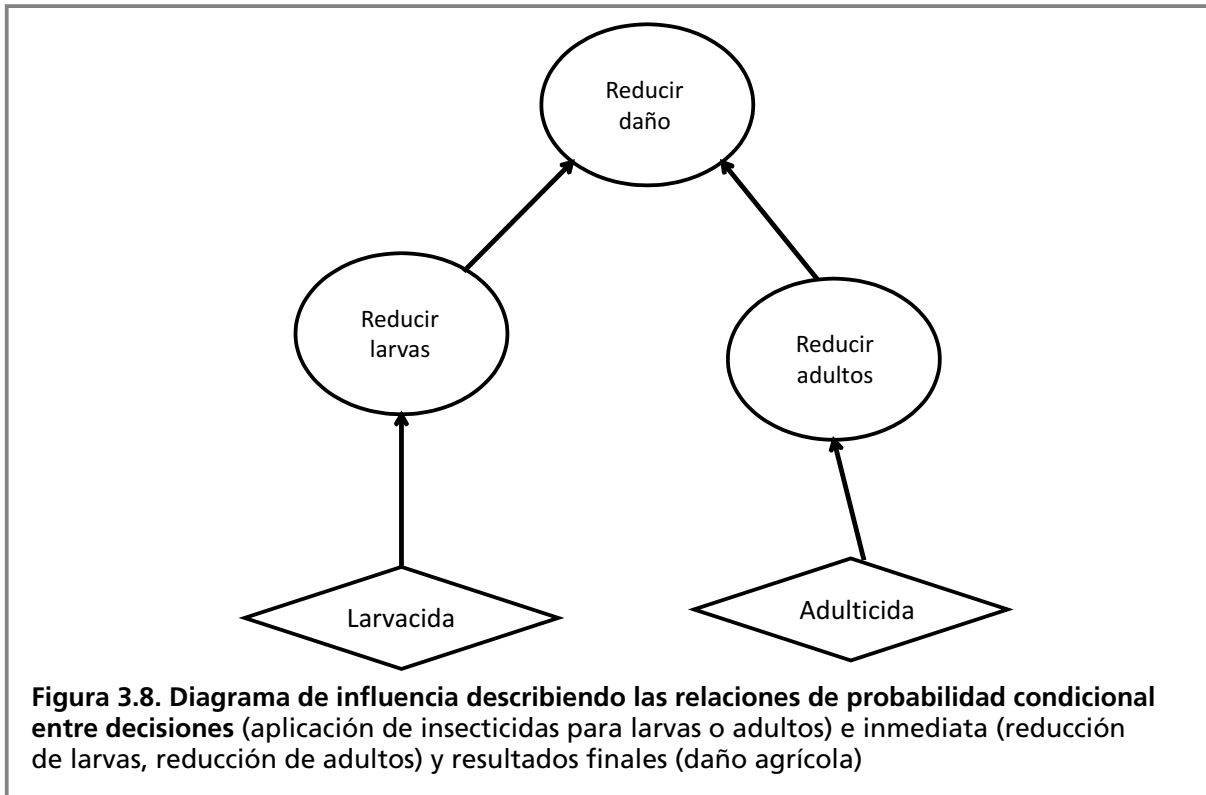 Reducir
daño
Reducir
larvas
Reducir
adultos
Larvacida
Adulticida
Figura 3.8. Diagrama de influencia describiendo las relaciones de probabilidad condicional
entre decisiones (aplicación de insecticidas para larvas o adultos) e inmediata (reducción
de larvas, reducción de adultos) y resultados finales (daño agrícola)